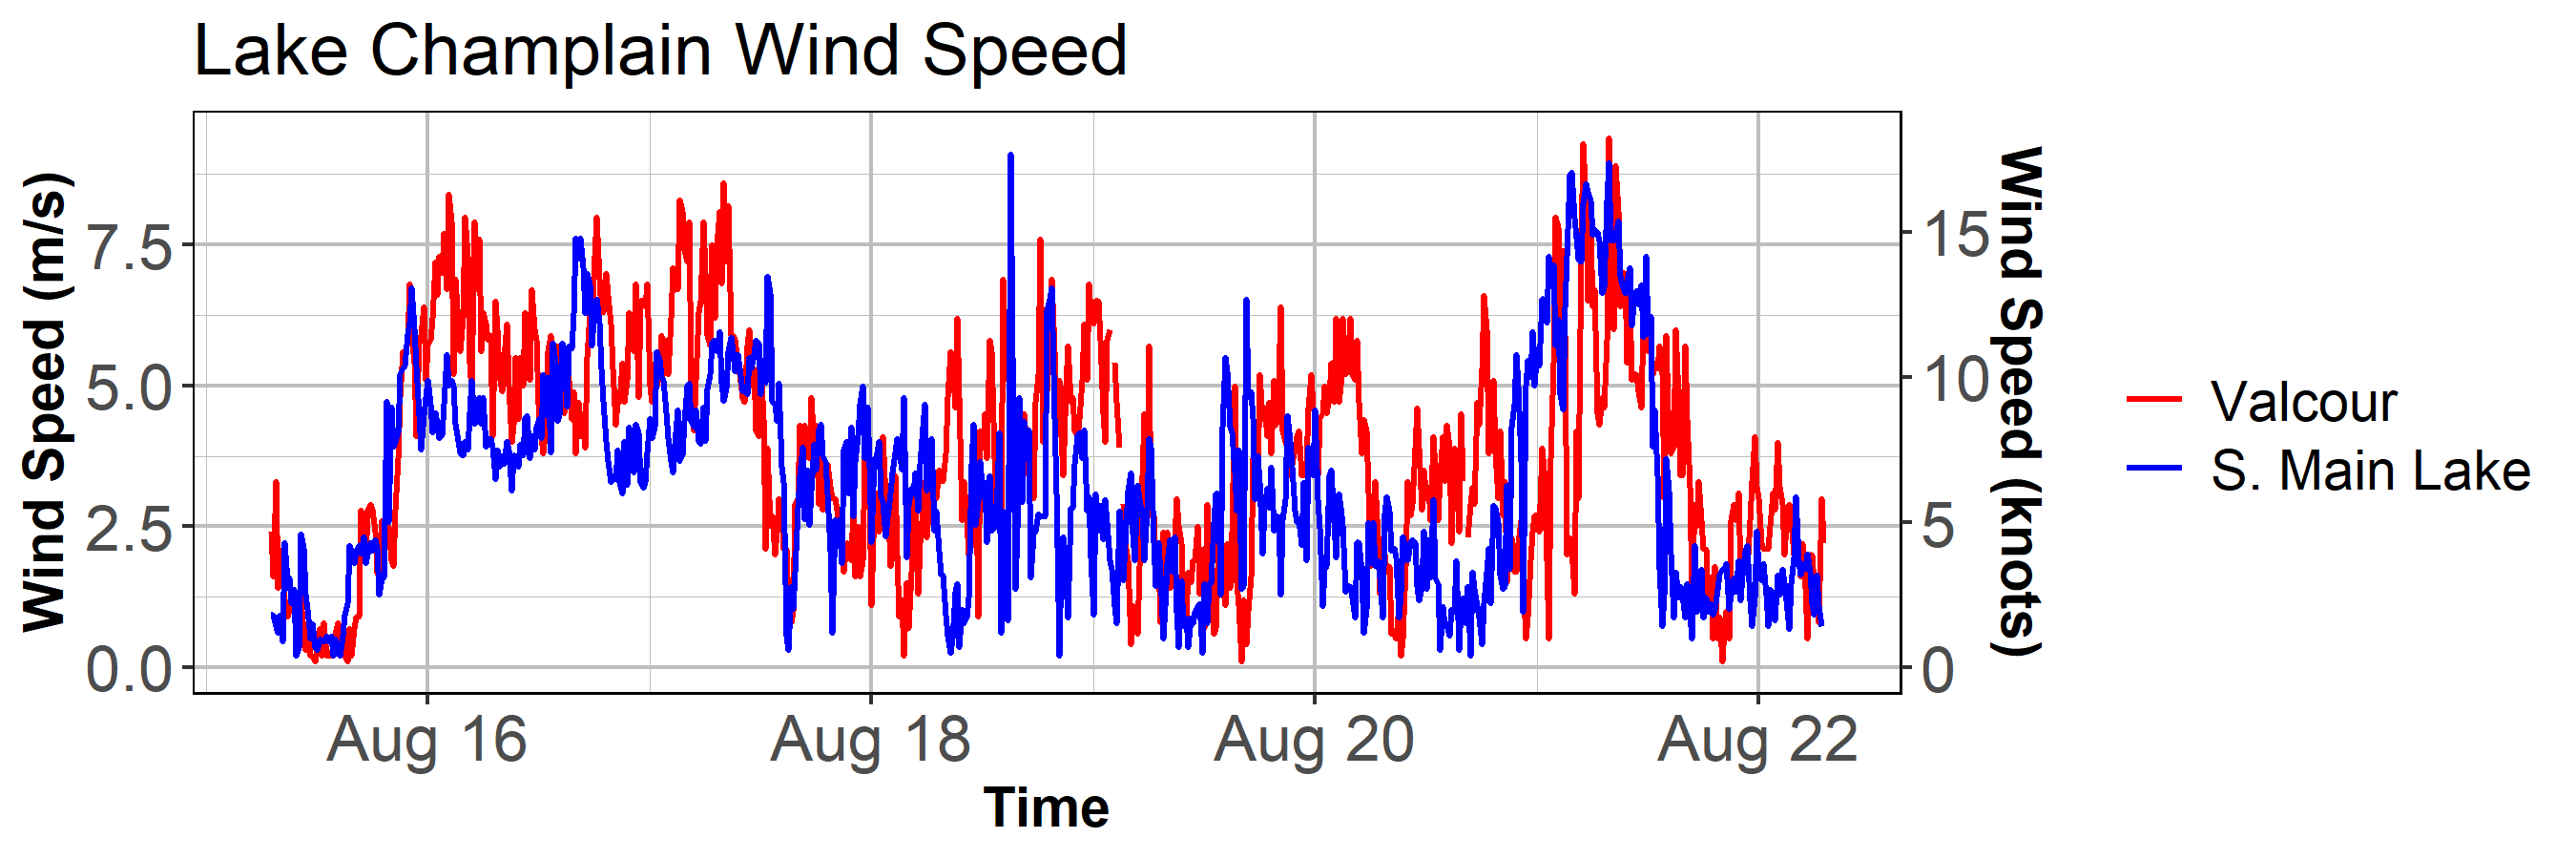 Lake Champlain Wind Speed
Wind Speed (m/s)
7.5
5.0
2.5
0.0
15
10
5
0
Wind Speed (knots)
Aug 16
Aug 18
Aug 20
Aug 22
Time
Valcour
S. Main Lake